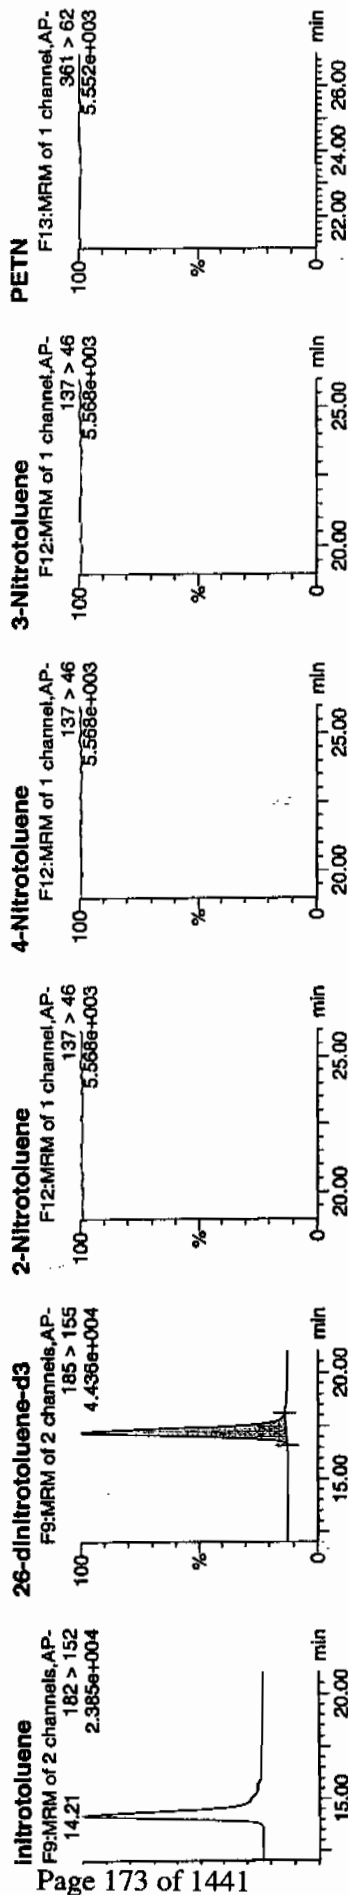 initrotoluene
F9:MRM of 2 channels,AP-
14.21
182 > 152
2.385e+004
15.00
20.00
min
26-dinitrotoluene-d3
F9:MRM of 2 channels,AP-
185 > 155
4.436e+004
100
%
0
15.00
20.00
min
2-Nitrotoluene
F12:MRM of 1 channel,AP-
137 > 46
5.568e+003
100
%
0
20.00
25.00
min
4-Nitrotoluene
F12:MRM of 1 channel,AP-
137 > 46
5.568e+003
100
%
0
20.00
25.00
min
3-Nitrotoluene
F12:MRM of 1 channel,AP-
137 > 46
5.568e+003
100
%
0
20.00
25.00
min
PETN
F13:MRM of 1 channel,AP-
361 > 62
5.552e+003
100
%
0
22.00
24.00
26.00
min
Page 173 of 1441